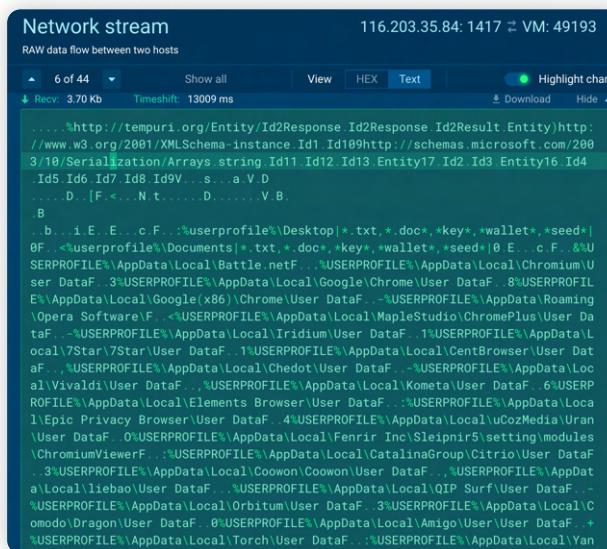 Network stream
116.203.35.84: 1417 ⇄ VM: 49193
RAW data flow between two hosts
6 of 44
Show all
View
HEX
Text
Highlight char
Recv: 3.70 Kb
Timeshift: 13009 ms
Download
Hide
.....%http://tempuri.org/Entity/Id2Response.Id2Response.Id2Result.Entity)http:
//www.w3.org/2001/XMLSchema-instance.Id1.Id109http://schemas.microsoft.com/200
3/10/Serialization/Arrays.string.Id11.Id12.Id13.Entity17.Id2.Id3.Entity16.Id4
.Id5.Id6.Id7.Id8.Id9V...s...a.V.D
.....D..[F.<...N.t.....D.......V.B.
.B
..b...i.E..E...c.F..:%userprofile%\Desktop|*.txt,*.doc*,*key*,*wallet*,*seed*|
0F..<%userprofile%\Documents|*.txt,*.doc*,*key*,*wallet*,*seed*|0.E...c.F..&%U
SERPROFILE%\AppData\Local\Battle.netF...%USERPROFILE%\AppData\Local\Chromium\U
ser DataF..3%USERPROFILE%\AppData\Local\Google\Chrome\User DataF..8%USERPROFIL
E%\AppData\Local\Google(x86)\Chrome\User DataF..-%USERPROFILE%\AppData\Roaming
\Opera Software\F..<%USERPROFILE%\AppData\Local\MapleStudio\ChromePlus\User Da
taF..-%USERPROFILE%\AppData\Local\Iridium\User DataF..1%USERPROFILE%\AppData\L
ocal\7Star\7Star\User DataF..1%USERPROFILE%\AppData\Local\CentBrowser\User Dat
aF..,%USERPROFILE%\AppData\Local\Chedot\User DataF..-%USERPROFILE%\AppData\Loc
al\Vivaldi\User DataF..,%USERPROFILE%\AppData\Local\Kometa\User DataF..6%USERP
ROFILE%\AppData\Local\Elements Browser\User DataF..:%USERPROFILE%\AppData\Loca
l\Epic Privacy Browser\User DataF..4%USERPROFILE%\AppData\Local\uCozMedia\Uran
\User DataF..O%USERPROFILE%\AppData\Local\Fenrir Inc\Sleipnir5\setting\modules
\ChromiumViewerF..:%USERPROFILE%\AppData\Local\CatalinaGroup\Citrio\User DataF
..3%USERPROFILE%\AppData\Local\Coowon\Coowon\User DataF..,%USERPROFILE%\AppDat
a\Local\liebao\User DataF...%USERPROFILE%\AppData\Local\QIP Surf\User DataF..-
%USERPROFILE%\AppData\Local\Orbitum\User DataF..3%USERPROFILE%\AppData\Local\C
omodo\Dragon\User DataF..0%USERPROFILE%\AppData\Local\Amigo\User\User DataF..+
%USERPROFILE%\AppData\Local\Torch\User DataF..:%USERPROFILE%\AppData\Local\Yan